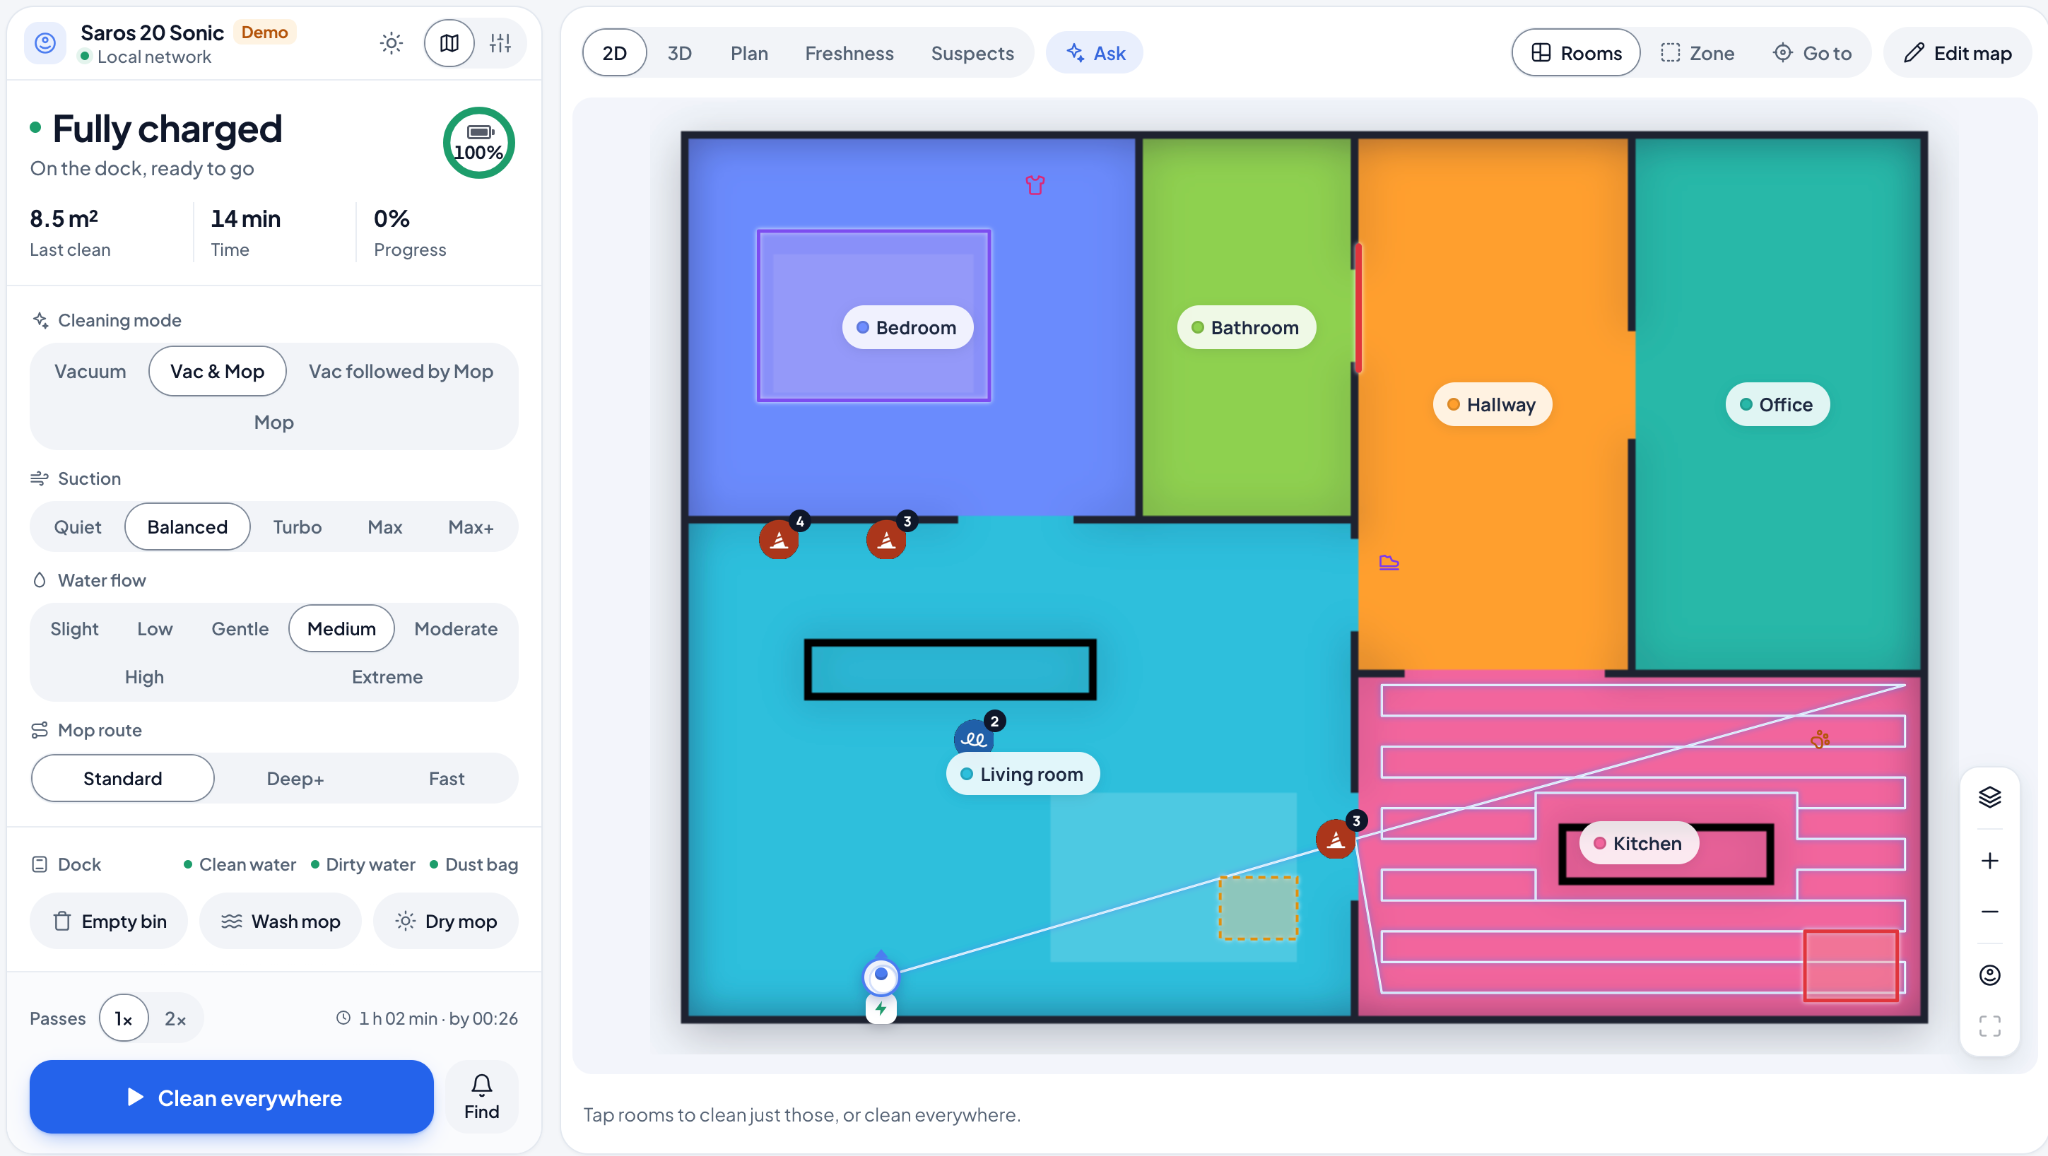 Saros 20 Sonic Demo
Local network
Fully charged
100%
On the dock, ready to go
8.5 m² 14 min 0%
Last clean Time Progress
Cleaning mode
Vacuum Vac & Mop Vac followed by Mop
Mop
Suction
Quiet Balanced Turbo Max Max+
Water flow
Slight Low Gentle Medium Moderate
High Extreme
Mop route
Standard Deep+ Fast
Dock Clean water Dirty water Dust bag
Empty bin Wash mop Dry mop
Passes 1x 2x 1 h 02 min · by 00:26
Clean everywhere Find
2D 3D Plan Freshness Suspects Ask Rooms Zone Go to Edit map
Bedroom Bathroom
Hallway Office
4 3
2
Living room
3
Kitchen
Tap rooms to clean just those, or clean everywhere.